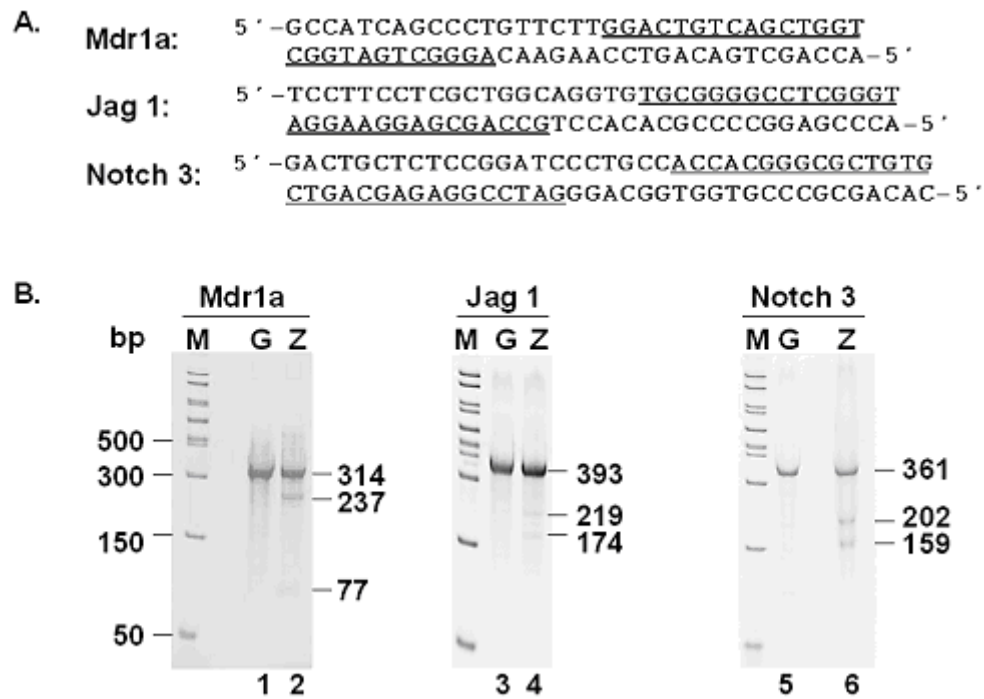 A.
Mdr1a:
5´-GCCATCAGCCCTGTTCTTGGACTGTCAGCTGGT
CGGTAGTCGGGACAAGAACCTGACAGTCGACCA-5´
Jag 1:
5´-TCCTTCCTCGCTGGCAGGTGTGCGGGGCCTCGGGT
AGGAAGGAGCGACCGTCCACACGCCCCGGAGCCCA-5´
Notch 3:
5´-GACTGCTCTCCGGATCCCTGCCACCACGGGCGCTGTG
CTGACGAGAGGCCTAGGGACGGTGGTGCCCGCGACAC-5´
B.
Mdr1a Jag 1 Notch 3
bp M G Z M G Z M G Z
500
300
150
50
314
237
77
393
219
174
361
202
159
1 2 3 4 5 6